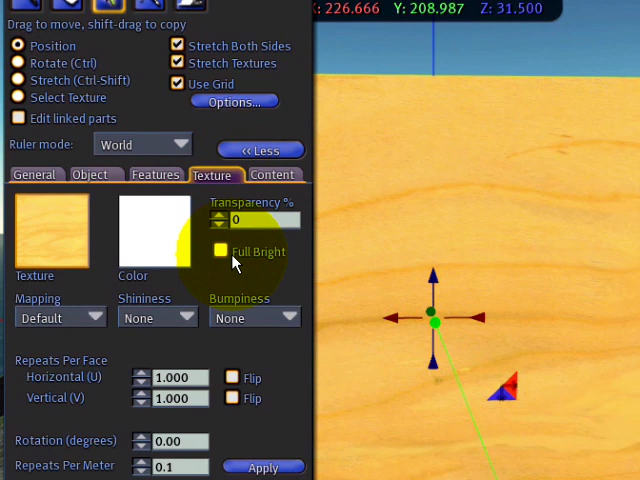 X: 226.666 Y: 208,987 Z: 31.500
Drag to move, shift-drag to copy
Position
Stretch Both Sides
Rotate (Ctrl)
Stretch Textures
Stretch (Ctrl-Shift)
Use Grid
Select Texture
Options...
Edit linked parts
Ruler mode: World
<< Less
General Object Features Texture Content
Transparency %
0
Full Bright
Texture Color
Mapping Shininess Bumpiness
Default None None
Repeats Per Face
Horizontal (U) 1.000 Flip
Vertical (V) 1.000 Flip
Rotation (degrees) 0.00
Repeats Per Meter 0.1 Apply